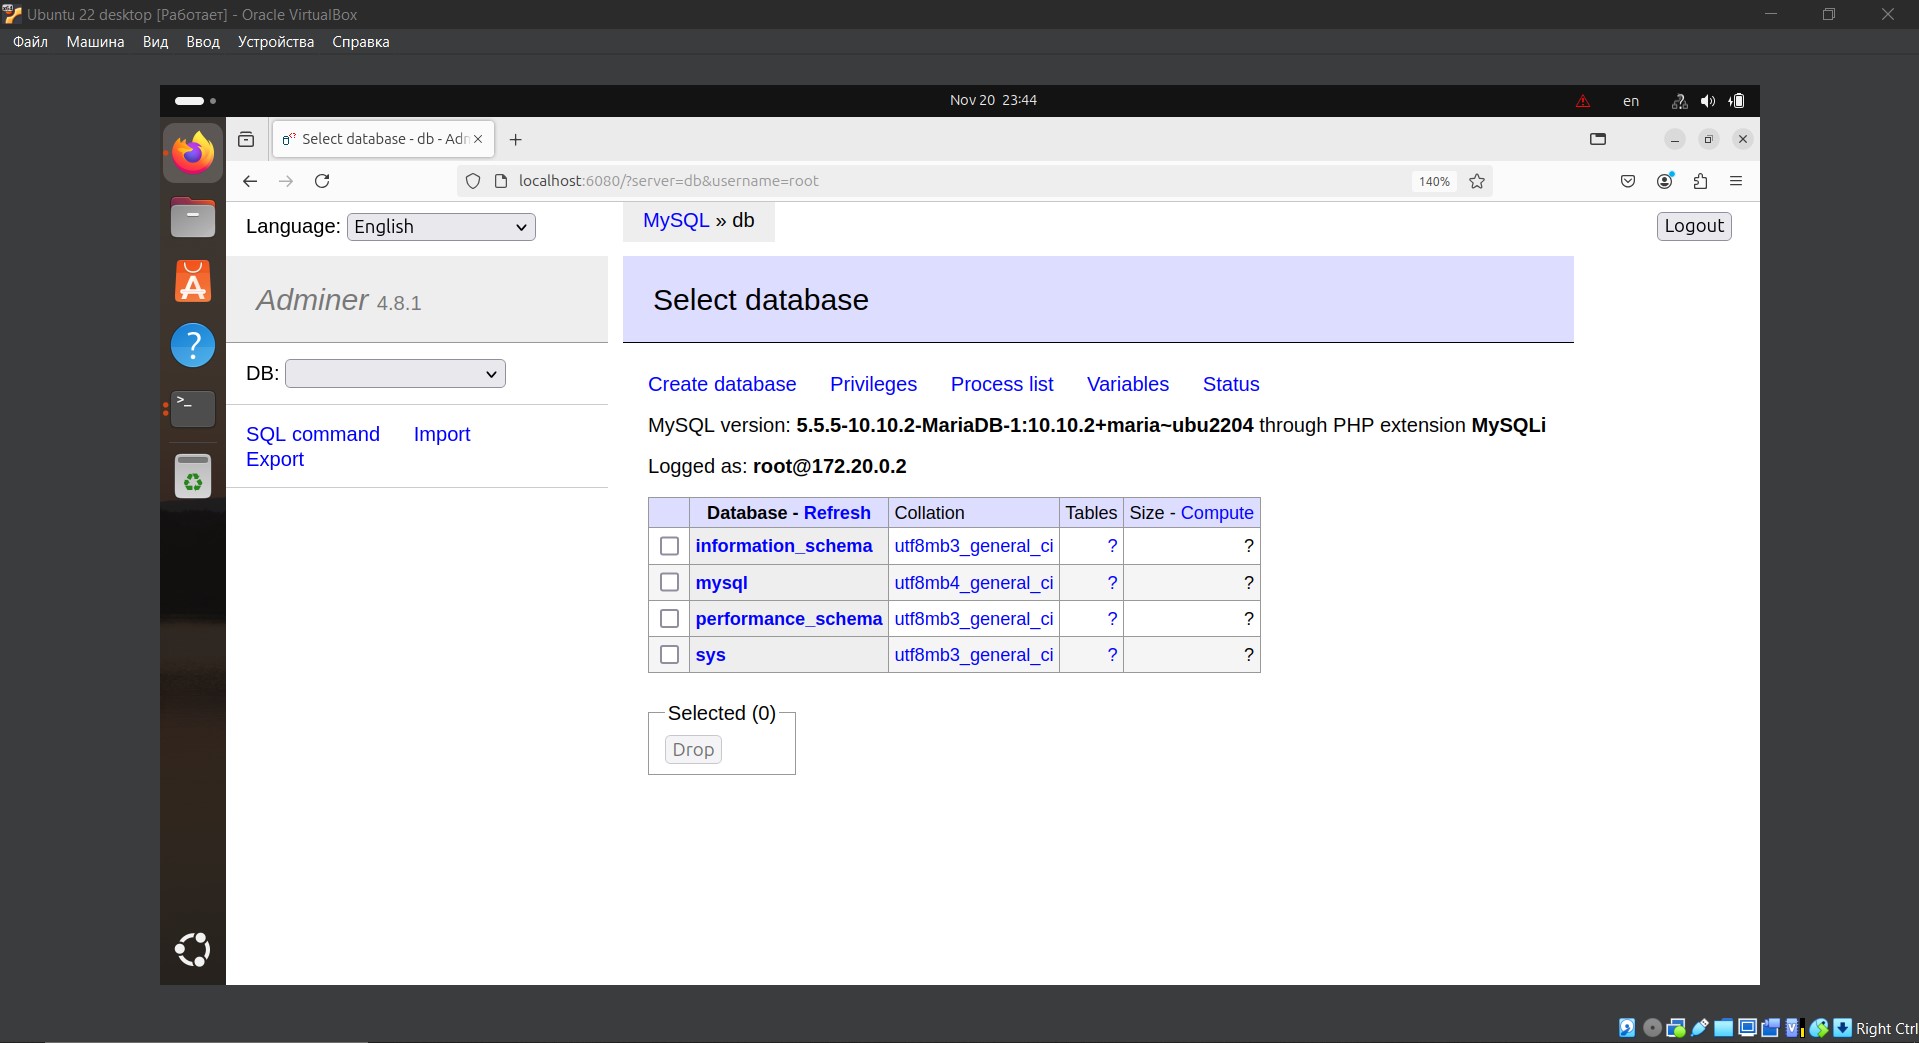 Ubuntu 22 desktop [Работает] - Oracle VirtualBox
Файл Машина Вид Ввод Устройства Справка
Nov 20 23:44
en
Select database - db - Adn
localhost:6080/?server=db&username=root
140%
Language: English
MySQL » db
Logout
Adminer 4.8.1
Select database
DB:
SQL command Import
Export
Create database Privileges Process list Variables Status
MySQL version: 5.5.5-10.10.2-MariaDB-1:10.10.2+maria~ubu2204 through PHP extension MySQLi
Logged as: root@172.20.0.2
Database - Refresh Collation Tables Size - Compute
information_schema utf8mb3_general_ci ? ?
mysql utf8mb4_general_ci ? ?
performance_schema utf8mb3_general_ci ? ?
sys utf8mb3_general_ci ? ?
Selected (0)
Drop
Right Ctrl